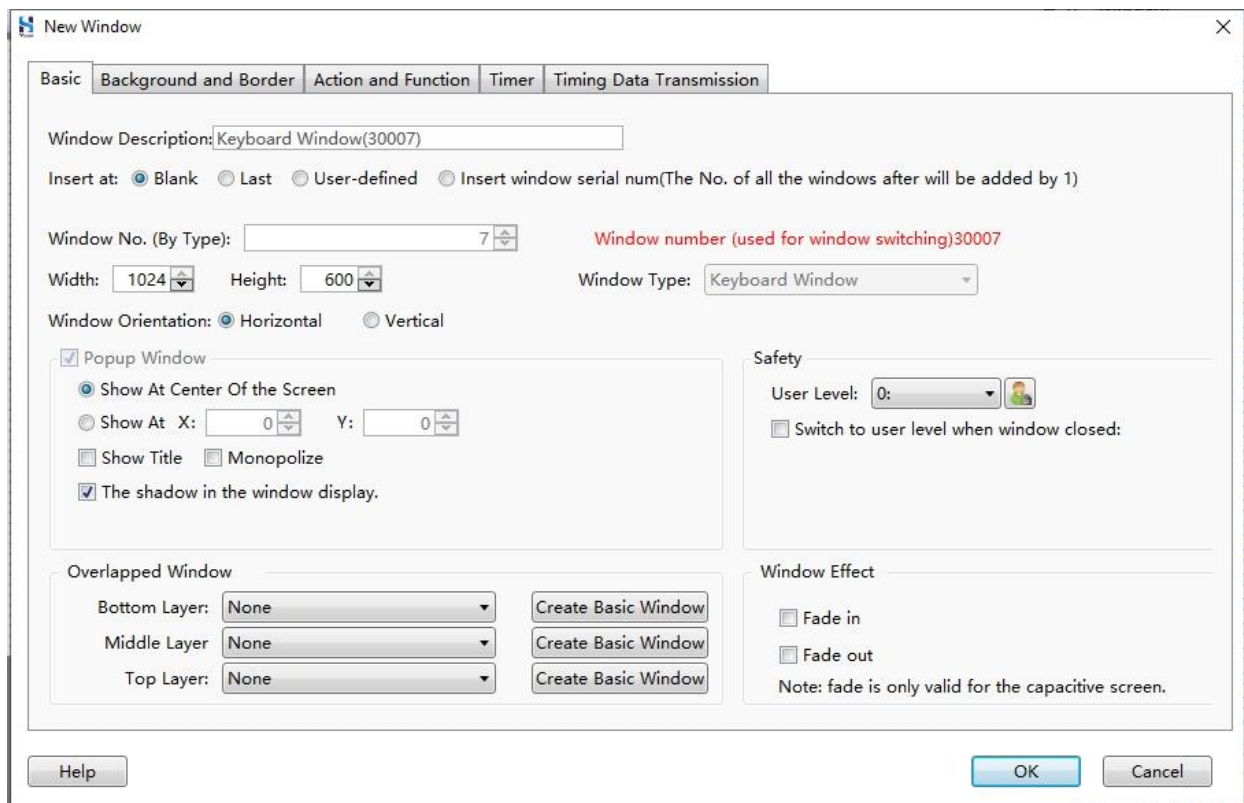 New Window
Basic Background and Border Action and Function Timer Timing Data Transmission
Window Description: Keyboard Window(30007)
Insert at: Blank Last User-defined Insert window serial num(The No. of all the windows after will be added by 1)
Window No. (By Type): 7 Window number (used for window switching)30007
Width: 1024 Height: 600 Window Type: Keyboard Window
Window Orientation: Horizontal Vertical
Popup Window
Show At Center Of the Screen
Show At X: 0 Y: 0
Show Title Monopolize
The shadow in the window display.
Safety
User Level: 0:
Switch to user level when window closed:
Overlapped Window
Bottom Layer: None Create Basic Window
Middle Layer None Create Basic Window
Top Layer: None Create Basic Window
Window Effect
Fade in
Fade out
Note: fade is only valid for the capacitive screen.
Help OK Cancel